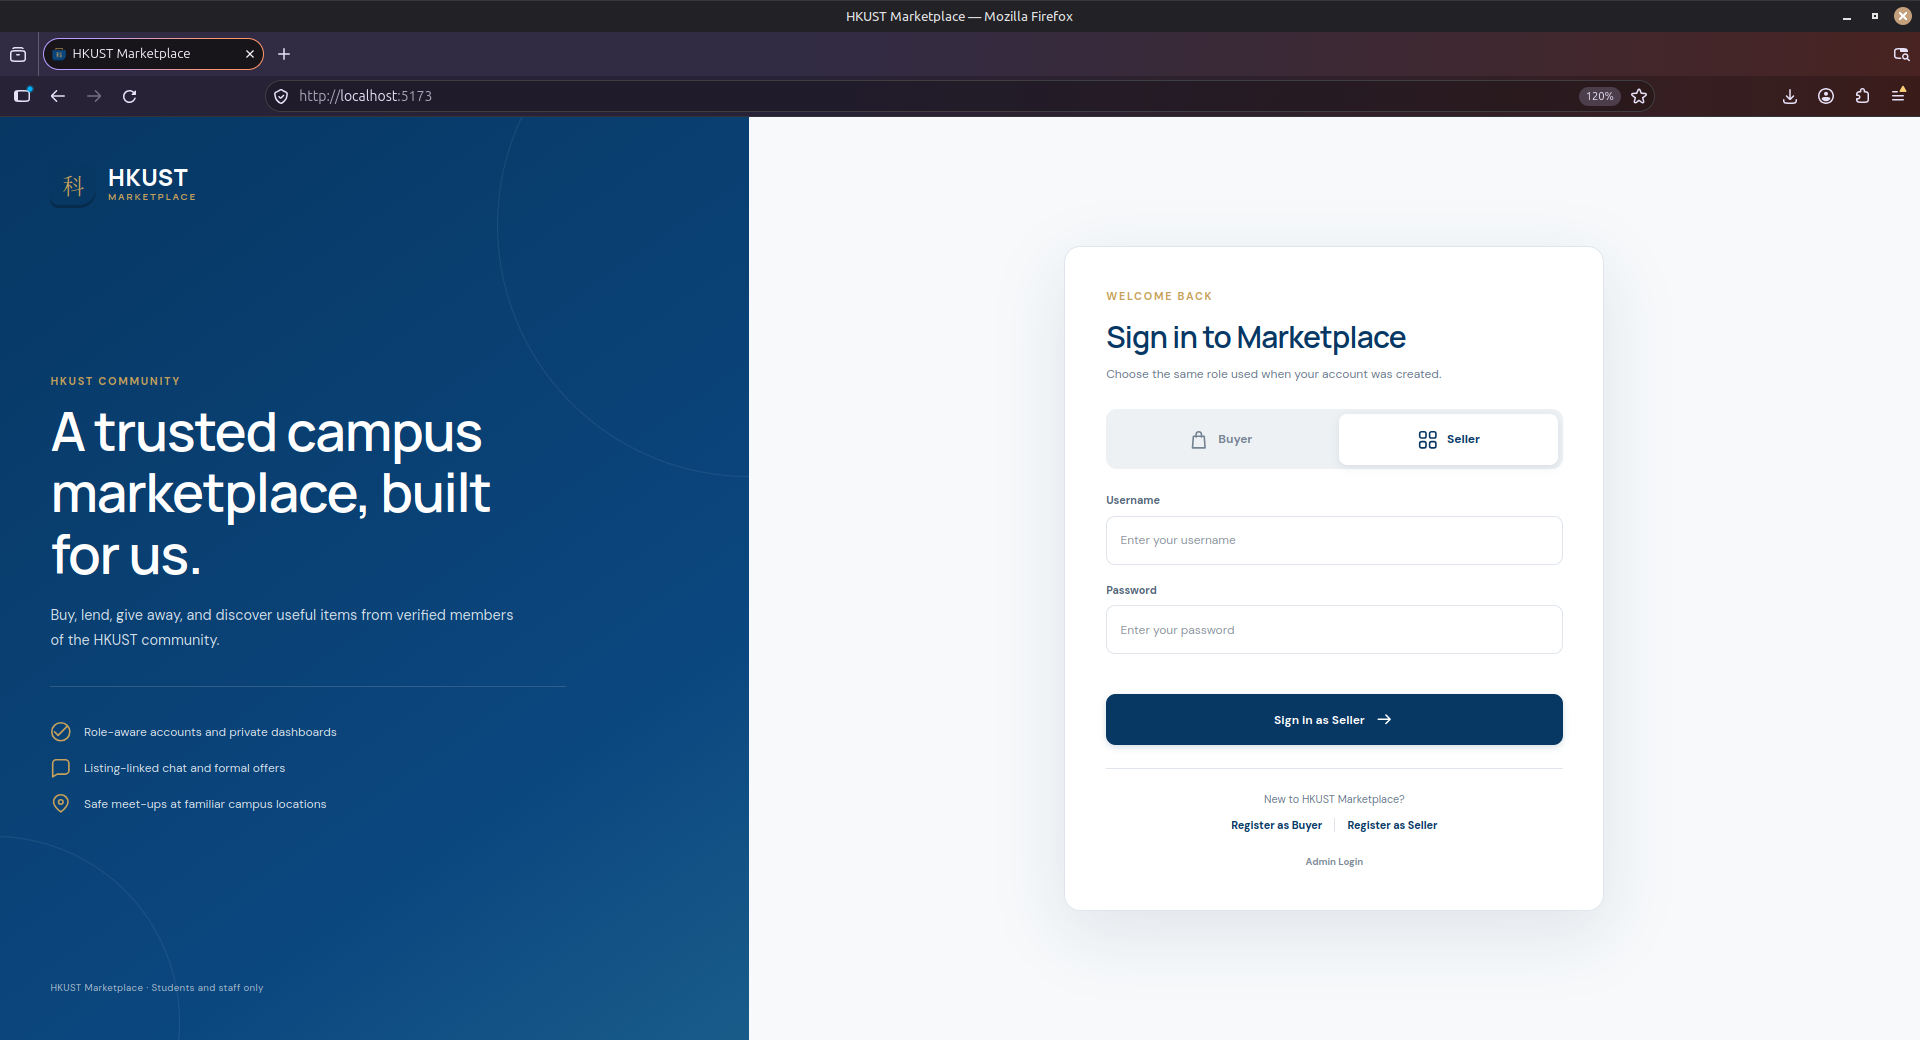 HKUST Marketplace — Mozilla Firefox
HKUST Marketplace
http://localhost:5173
120%
科
HKUST
MARKETPLACE
HKUST COMMUNITY
A trusted campus
marketplace, built
for us.
Buy, lend, give away, and discover useful items from verified members
of the HKUST community.
Role-aware accounts and private dashboards
Listing-linked chat and formal offers
Safe meet-ups at familiar campus locations
HKUST Marketplace · Students and staff only
WELCOME BACK
Sign in to Marketplace
Choose the same role used when your account was created.
Buyer
Seller
Username
Enter your username
Password
Enter your password
Sign in as Seller
New to HKUST Marketplace?
Register as Buyer
Register as Seller
Admin Login